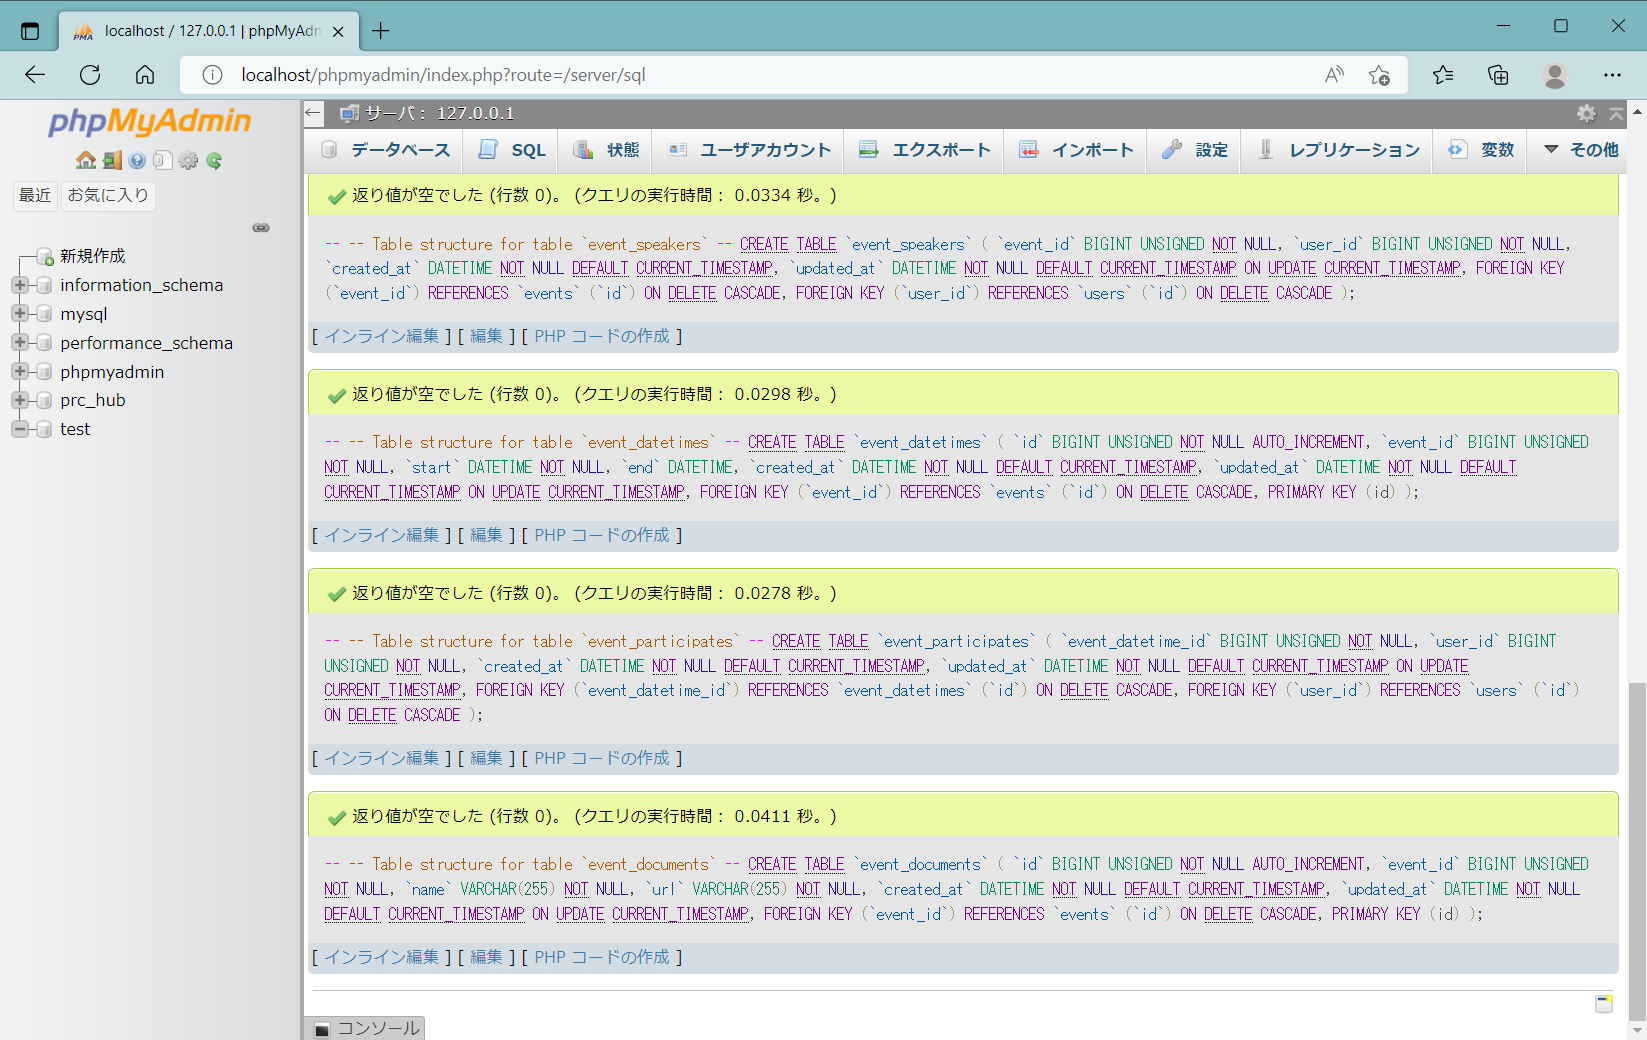 localhost / 127.0.0.1 | phpMyAdn
localhost/phpmyadmin/index.php?route=/server/sql
phpMyAdmin
最近 お気に入り
新規作成
information_schema
mysql
performance_schema
phpmyadmin
prc_hub
test
サーバ: 127.0.0.1
データベース SQL 状態 ユーザアカウント エクスポート インポート 設定 レプリケーション 変数 その他
返り値が空でした (行数 0)。 (クエリの実行時間: 0.0334 秒。)
-- -- Table structure for table `event_speakers` -- CREATE TABLE `event_speakers` ( `event_id` BIGINT UNSIGNED NOT NULL, `user_id` BIGINT UNSIGNED NOT NULL,
`created_at` DATETIME NOT NULL DEFAULT CURRENT_TIMESTAMP, `updated_at` DATETIME NOT NULL DEFAULT CURRENT_TIMESTAMP ON UPDATE CURRENT_TIMESTAMP, FOREIGN KEY
(`event_id`) REFERENCES `events` (`id`) ON DELETE CASCADE, FOREIGN KEY (`user_id`) REFERENCES `users` (`id`) ON DELETE CASCADE );
[ インライン編集 ] [ 編集 ] [ PHP コードの作成 ]
返り値が空でした (行数 0)。 (クエリの実行時間: 0.0298 秒。)
-- -- Table structure for table `event_datetimes` -- CREATE TABLE `event_datetimes` ( `id` BIGINT UNSIGNED NOT NULL AUTO_INCREMENT, `event_id` BIGINT UNSIGNED
NOT NULL, `start` DATETIME NOT NULL, `end` DATETIME, `created_at` DATETIME NOT NULL DEFAULT CURRENT_TIMESTAMP, `updated_at` DATETIME NOT NULL DEFAULT
CURRENT_TIMESTAMP ON UPDATE CURRENT_TIMESTAMP, FOREIGN KEY (`event_id`) REFERENCES `events` (`id`) ON DELETE CASCADE, PRIMARY KEY (id) );
[ インライン編集 ] [ 編集 ] [ PHP コードの作成 ]
返り値が空でした (行数 0)。 (クエリの実行時間: 0.0278 秒。)
-- -- Table structure for table `event_participates` -- CREATE TABLE `event_participates` ( `event_datetime_id` BIGINT UNSIGNED NOT NULL, `user_id` BIGINT
UNSIGNED NOT NULL, `created_at` DATETIME NOT NULL DEFAULT CURRENT_TIMESTAMP, `updated_at` DATETIME NOT NULL DEFAULT CURRENT_TIMESTAMP ON UPDATE
CURRENT_TIMESTAMP, FOREIGN KEY (`event_datetime_id`) REFERENCES `event_datetimes` (`id`) ON DELETE CASCADE, FOREIGN KEY (`user_id`) REFERENCES `users` (`id`)
ON DELETE CASCADE );
[ インライン編集 ] [ 編集 ] [ PHP コードの作成 ]
返り値が空でした (行数 0)。 (クエリの実行時間: 0.0411 秒。)
-- -- Table structure for table `event_documents` -- CREATE TABLE `event_documents` ( `id` BIGINT UNSIGNED NOT NULL AUTO_INCREMENT, `event_id` BIGINT UNSIGNED
NOT NULL, `name` VARCHAR(255) NOT NULL, `url` VARCHAR(255) NOT NULL, `created_at` DATETIME NOT NULL DEFAULT CURRENT_TIMESTAMP, `updated_at` DATETIME NOT NULL
DEFAULT CURRENT_TIMESTAMP ON UPDATE CURRENT_TIMESTAMP, FOREIGN KEY (`event_id`) REFERENCES `events` (`id`) ON DELETE CASCADE, PRIMARY KEY (id) );
[ インライン編集 ] [ 編集 ] [ PHP コードの作成 ]
コンソール